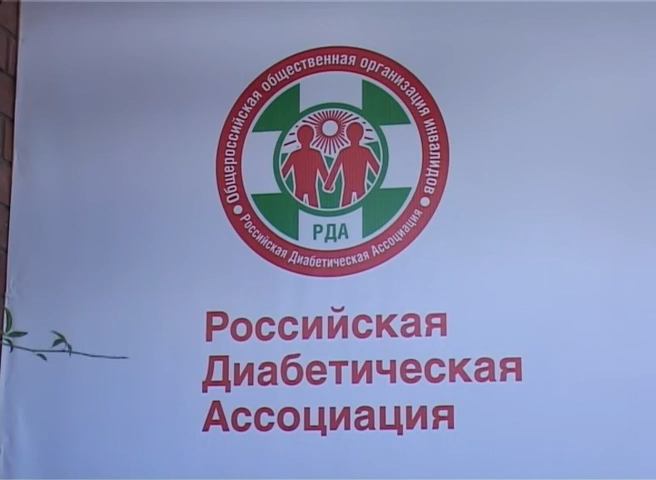 Общероссийская общественная организация инвалидов
РДА
Российская Диабетическая Ассоциация
Российская
Диабетическая
Ассоциация